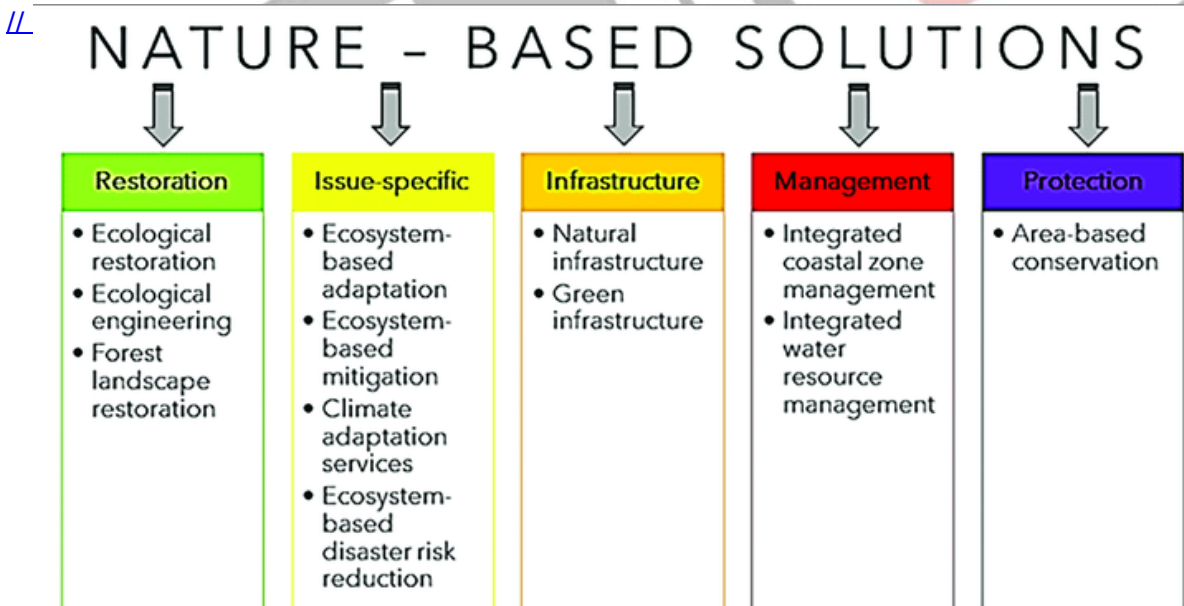 //
NATURE – BASED SOLUTIONS
Restoration
• Ecological
restoration
• Ecological
engineering
• Forest
landscape
restoration
Issue-specific
• Ecosystem-
based
adaptation
• Ecosystem-
based
mitigation
• Climate
adaptation
services
• Ecosystem-
based
disaster risk
reduction
Infrastructure
• Natural
infrastructure
• Green
infrastructure
Management
• Integrated
coastal zone
management
• Integrated
water
resource
management
Protection
• Area-based
conservation